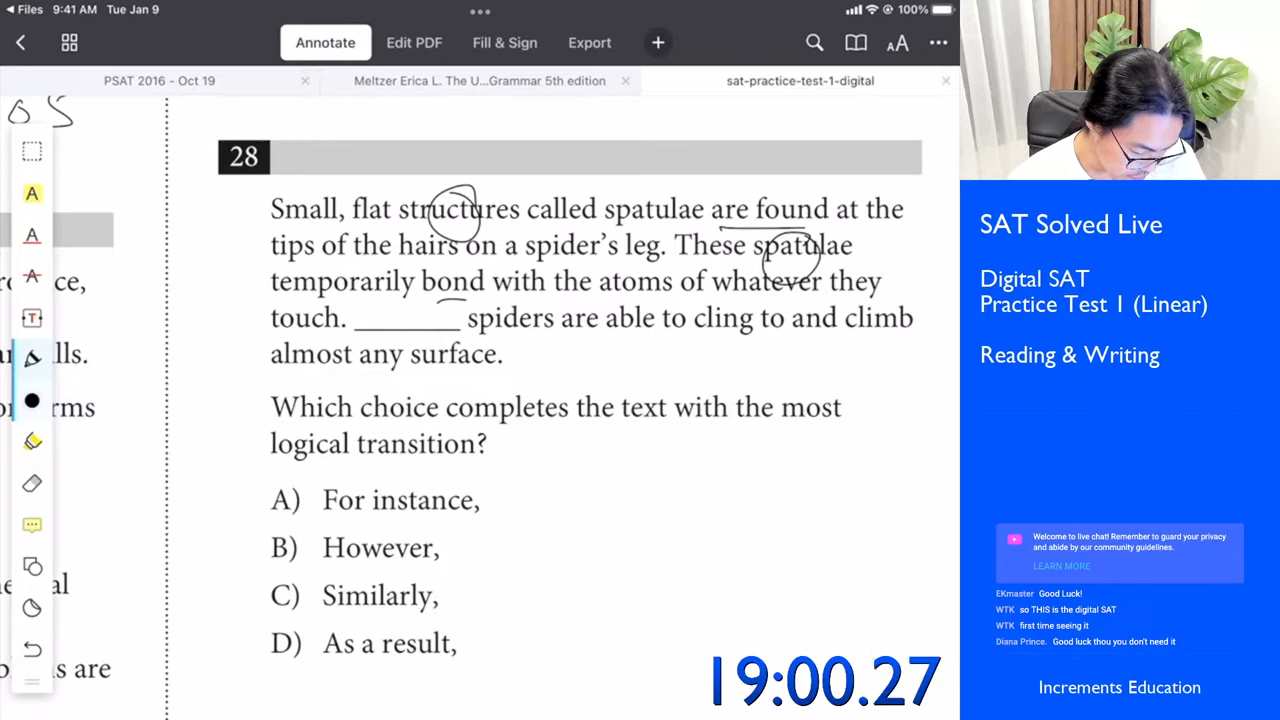 Files 9:41 AM Tue Jan 9 100%
Annotate Edit PDF Fill & Sign Export
PSAT 2016 - Oct 19 Meltzer Erica L. The U...Grammar 5th edition sat-practice-test-1-digital
28
Small, flat structures called spatulae are found at the
tips of the hairs on a spider’s leg. These spatulae
temporarily bond with the atoms of whatever they
touch. ________ spiders are able to cling to and climb
almost any surface.
Which choice completes the text with the most
logical transition?
A) For instance,
B) However,
C) Similarly,
D) As a result,
19:00.27
SAT Solved Live
Digital SAT
Practice Test 1 (Linear)
Reading & Writing
Welcome to live chat! Remember to guard your privacy
and abide by our community guidelines.
LEARN MORE
EKmaster Good Luck!
WTK so THIS is the digital SAT
WTK first time seeing it
Diana Prince. Good luck thou you don't need it
Increments Education